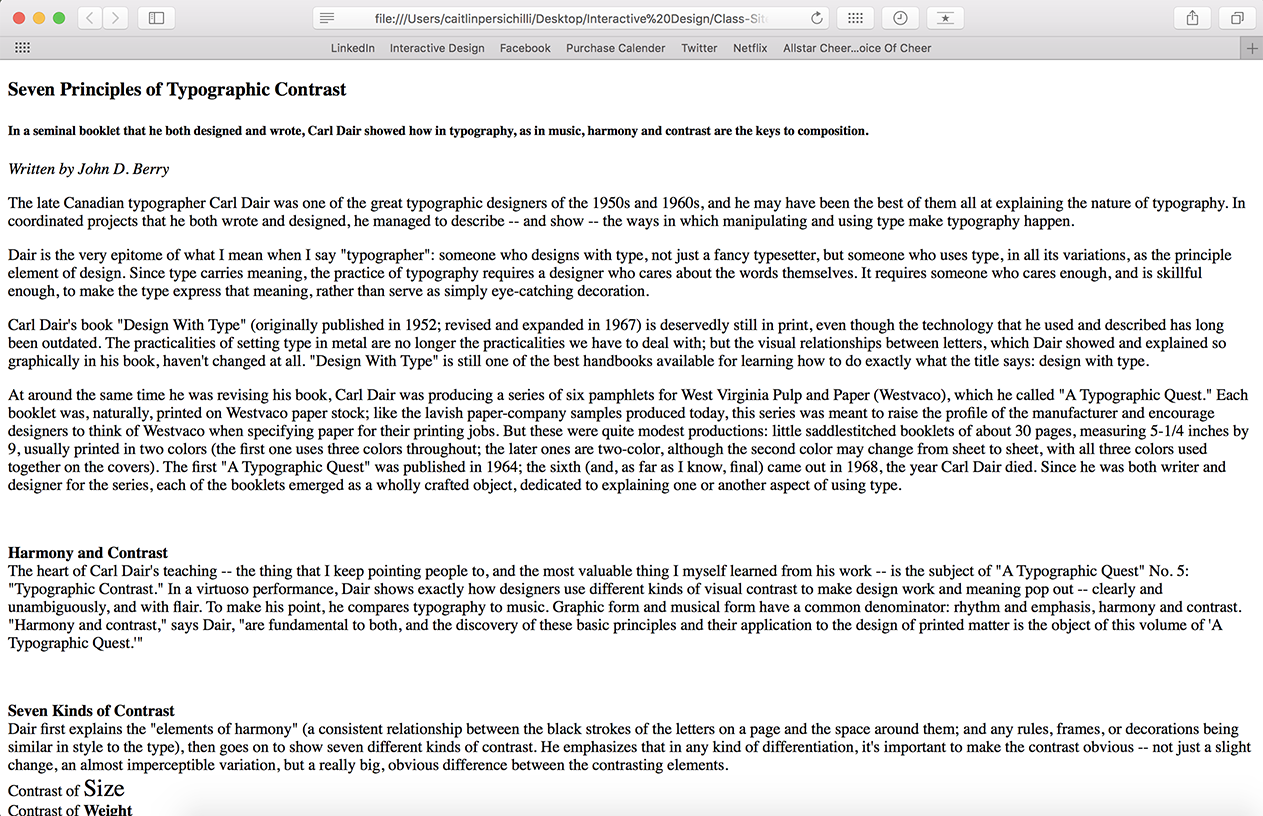 file:///Users/caitlinpersichilli/Desktop/Interactive%20Design/Class-Sit
LinkedIn Interactive Design Facebook Purchase Calender Twitter Netflix Allstar Cheer...oice Of Cheer
Seven Principles of Typographic Contrast
In a seminal booklet that he both designed and wrote, Carl Dair showed how in typography, as in music, harmony and contrast are the keys to composition.
Written by John D. Berry
The late Canadian typographer Carl Dair was one of the great typographic designers of the 1950s and 1960s, and he may have been the best of them all at explaining the nature of typography. In
coordinated projects that he both wrote and designed, he managed to describe -- and show -- the ways in which manipulating and using type make typography happen.
Dair is the very epitome of what I mean when I say "typographer": someone who designs with type, not just a fancy typesetter, but someone who uses type, in all its variations, as the principle
element of design. Since type carries meaning, the practice of typography requires a designer who cares about the words themselves. It requires someone who cares enough, and is skillful
enough, to make the type express that meaning, rather than serve as simply eye-catching decoration.
Carl Dair's book "Design With Type" (originally published in 1952; revised and expanded in 1967) is deservedly still in print, even though the technology that he used and described has long
been outdated. The practicalities of setting type in metal are no longer the practicalities we have to deal with; but the visual relationships between letters, which Dair showed and explained so
graphically in his book, haven't changed at all. "Design With Type" is still one of the best handbooks available for learning how to do exactly what the title says: design with type.
At around the same time he was revising his book, Carl Dair was producing a series of six pamphlets for West Virginia Pulp and Paper (Westvaco), which he called "A Typographic Quest." Each
booklet was, naturally, printed on Westvaco paper stock; like the lavish paper-company samples produced today, this series was meant to raise the profile of the manufacturer and encourage
designers to think of Westvaco when specifying paper for their printing jobs. But these were quite modest productions: little saddlestitched booklets of about 30 pages, measuring 5-1/4 inches by
9, usually printed in two colors (the first one uses three colors throughout; the later ones are two-color, although the second color may change from sheet to sheet, with all three colors used
together on the covers). The first "A Typographic Quest" was published in 1964; the sixth (and, as far as I know, final) came out in 1968, the year Carl Dair died. Since he was both writer and
designer for the series, each of the booklets emerged as a wholly crafted object, dedicated to explaining one or another aspect of using type.
Harmony and Contrast
The heart of Carl Dair's teaching -- the thing that I keep pointing people to, and the most valuable thing I myself learned from his work -- is the subject of "A Typographic Quest" No. 5:
"Typographic Contrast." In a virtuoso performance, Dair shows exactly how designers use different kinds of visual contrast to make design work and meaning pop out -- clearly and
unambiguously, and with flair. To make his point, he compares typography to music. Graphic form and musical form have a common denominator: rhythm and emphasis, harmony and contrast.
"Harmony and contrast," says Dair, "are fundamental to both, and the discovery of these basic principles and their application to the design of printed matter is the object of this volume of 'A
Typographic Quest.'"
Seven Kinds of Contrast
Dair first explains the "elements of harmony" (a consistent relationship between the black strokes of the letters on a page and the space around them; and any rules, frames, or decorations being
similar in style to the type), then goes on to show seven different kinds of contrast. He emphasizes that in any kind of differentiation, it's important to make the contrast obvious -- not just a slight
change, an almost imperceptible variation, but a really big, obvious difference between the contrasting elements.
Contrast of Size
Contrast of Weight